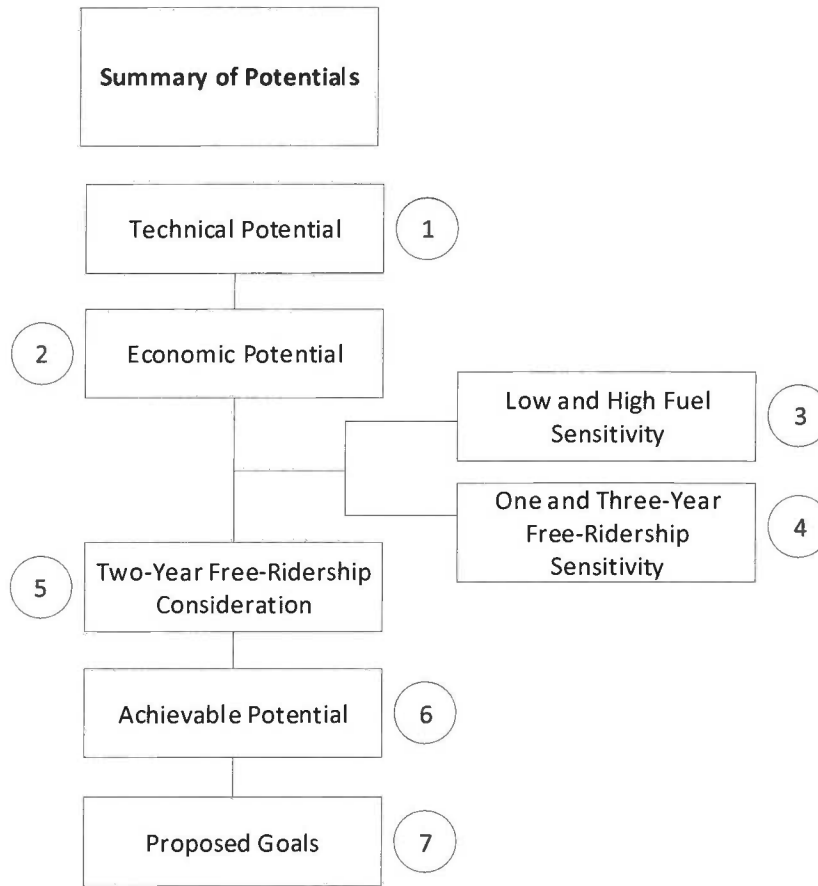 Summary of Potentials
Technical Potential
1
2
Economic Potential
Low and High Fuel
Sensitivity
3
One and Three-Year
Free-Ridership
Sensitivity
4
5
Two-Year Free-Ridership
Consideration
Achievable Potential
6
Proposed Goals
7